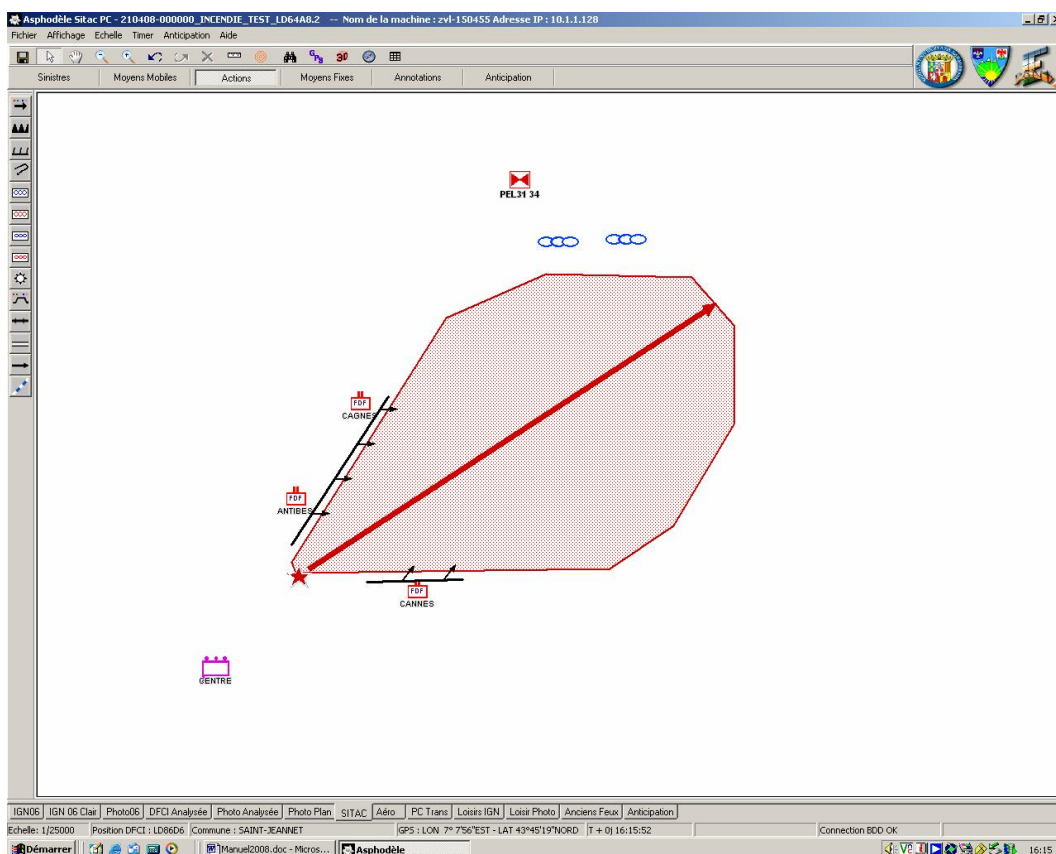 Asphodèle Sitac PC - 210408-000000_INCENDIE_TEST_LD64A8.2 -- Nom de la machine : zvl-150455 Adresse IP : 10.1.1.128
Fichier Affichage Echelle Timer Anticipation Aide
GPS 3D
Sinistres Moyens Mobiles Actions Moyens Fixes Annotations Anticipation
PEL31 34
FDF
CAGNES
FDF
ANTIBES
FDF
CANNES
CENTRE
IGN06 IGN 06 Clair Photo06 DFCI Analysée Photo Analysée Photo Plan SITAC Aéro PC Trans Loisirs IGN Loisir Photo Anciens Feux Anticipation
Echelle: 1/25000 Position DFCI : LD86D6 Commune : SAINT-JEANNET GPS : LON 7° 7'56"EST - LAT 43°45'19"NORD T + 0J 16:15:52 Connection BDD OK
Démarrer Manuel2008.doc - Micros... Asphodèle 16:15